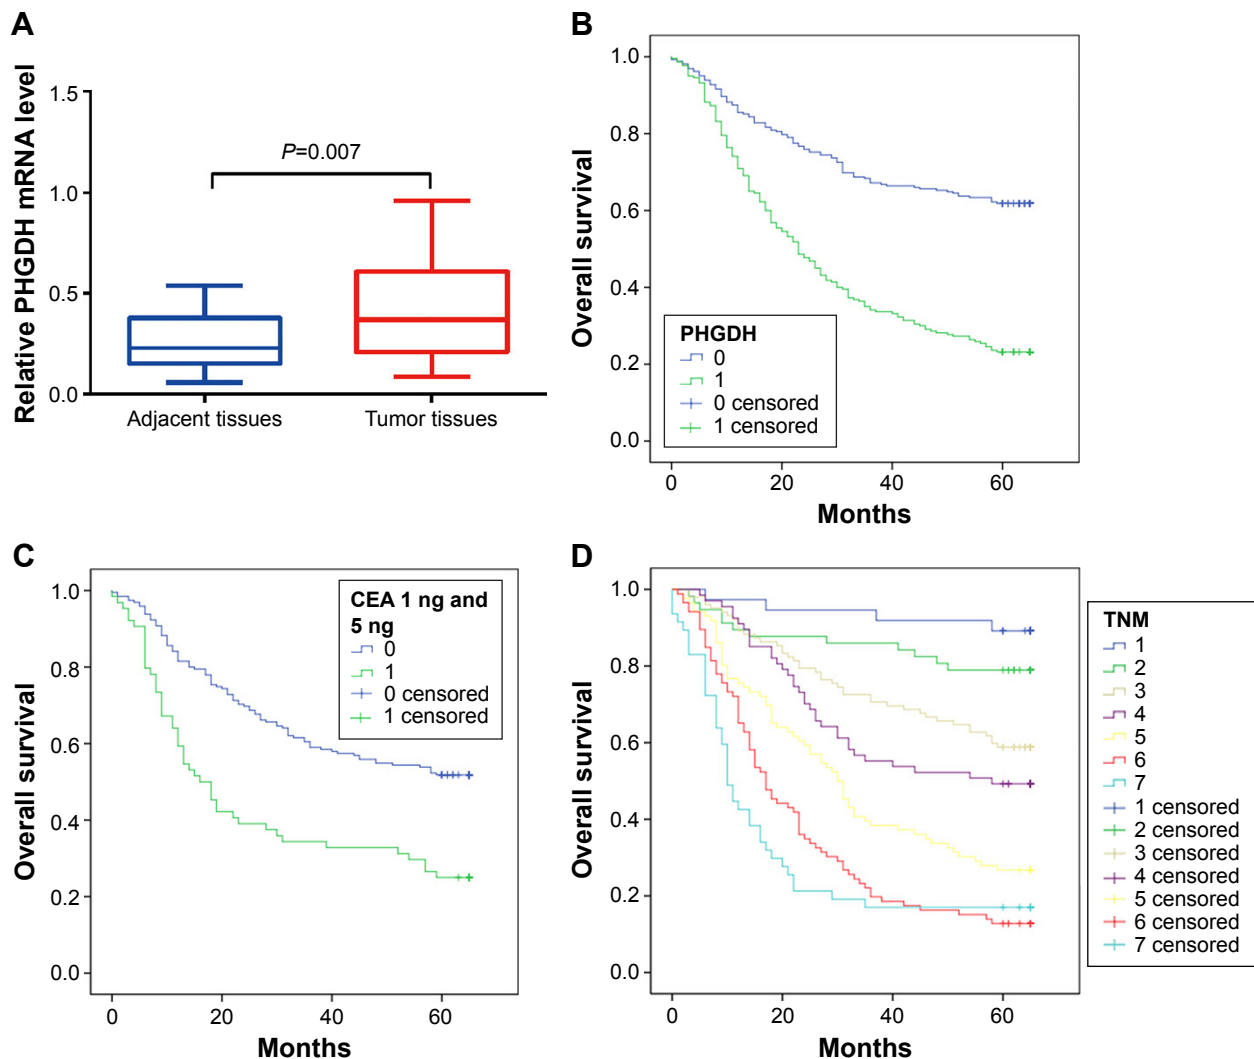 A
Relative PHGDH mRNA level
1.5
1.0
0.5
0.0
P=0.007
Adjacent tissues
Tumor tissues
B
Overall survival
1.0
0.8
0.6
0.4
0.2
0.0
PHGDH
0
1
0 censored
1 censored
0
20
40
60
Months
C
Overall survival
1.0
0.8
0.6
0.4
0.2
0.0
CEA 1 ng and
5 ng
0
1
0 censored
1 censored
0
20
40
60
Months
D
Overall survival
1.0
0.8
0.6
0.4
0.2
0.0
0
20
40
60
Months
TNM
1
2
3
4
5
6
7
1 censored
2 censored
3 censored
4 censored
5 censored
6 censored
7 censored